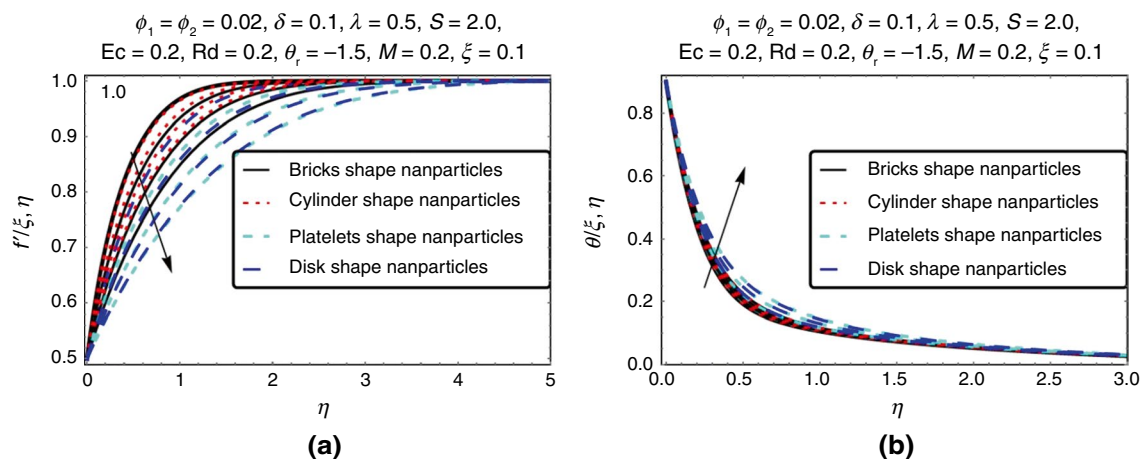 ϕ₁ = ϕ₂ = 0.02, δ = 0.1, λ = 0.5, S = 2.0,
Ec = 0.2, Rd = 0.2, θᵣ = −1.5, M = 0.2, ξ = 0.1
1.0
1.0
0.9
0.8
0.7
0.6
0.5
f′/ξ, η
Bricks shape nanparticles
Cylinder shape nanparticles
Platelets shape nanparticles
Disk shape nanparticles
0 1 2 3 4 5
η
(a)
ϕ₁ = ϕ₂ = 0.02, δ = 0.1, λ = 0.5, S = 2.0,
Ec = 0.2, Rd = 0.2, θᵣ = −1.5, M = 0.2, ξ = 0.1
0.8
0.6
0.4
0.2
0.0
θ/ξ, η
Bricks shape nanparticles
Cylinder shape nanparticles
Platelets shape nanparticles
Disk shape nanparticles
0.0 0.5 1.0 1.5 2.0 2.5 3.0
η
(b)